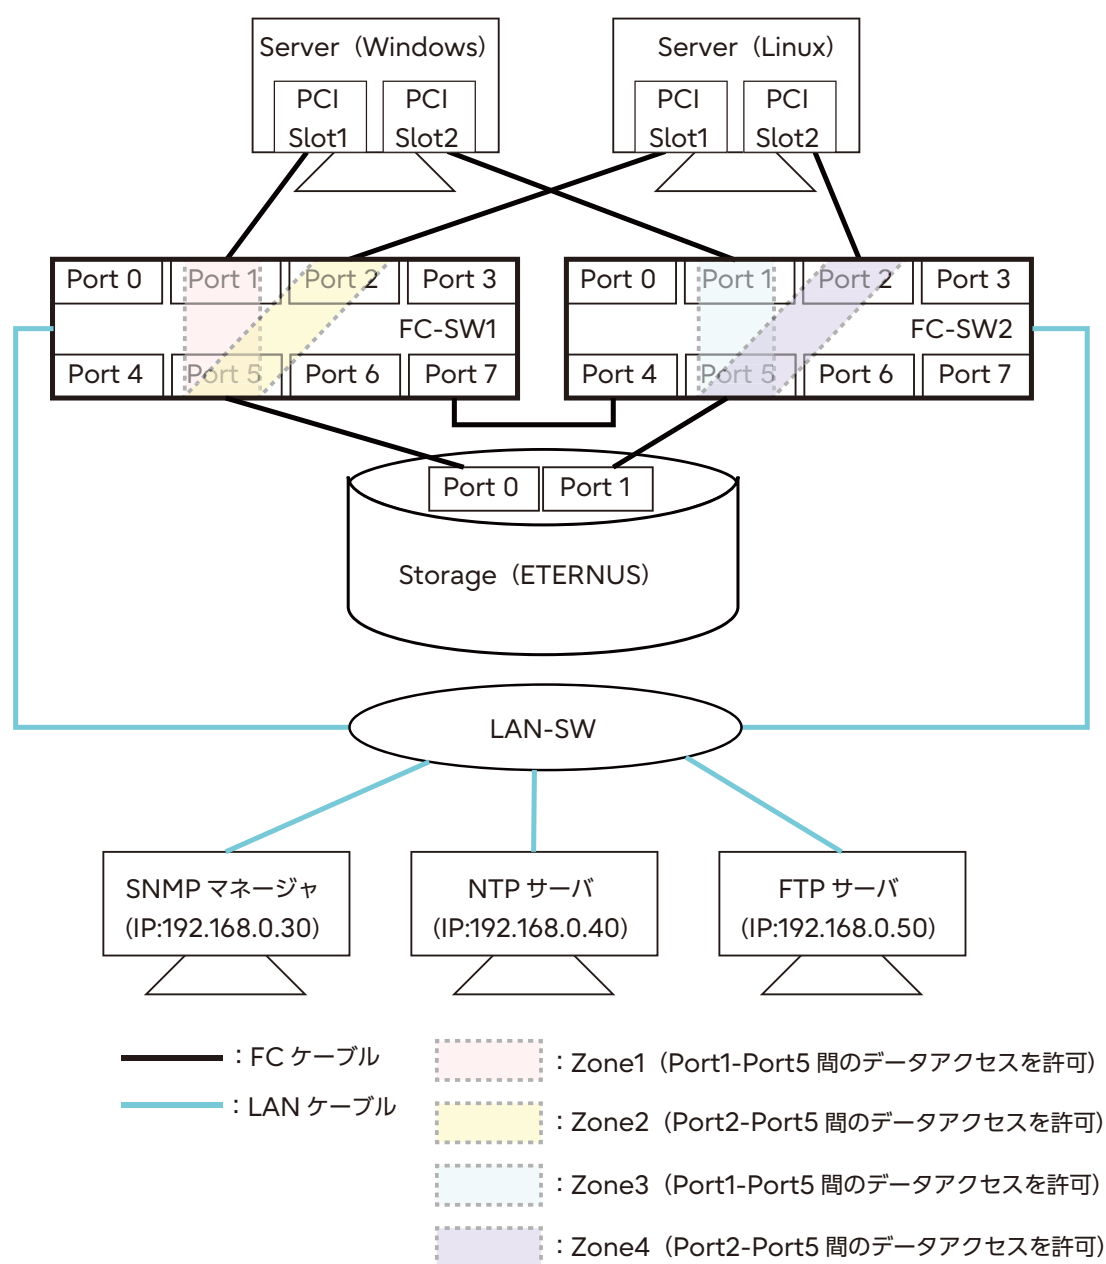 Server（Windows）
Server（Linux）
PCI
Slot1
PCI
Slot2
PCI
Slot1
PCI
Slot2
Port 0
Port 1
Port 2
Port 3
FC-SW1
Port 4
Port 5
Port 6
Port 7
Port 0
Port 1
Port 2
Port 3
FC-SW2
Port 4
Port 5
Port 6
Port 7
Port 0
Port 1
Storage（ETERNUS）
LAN-SW
SNMP マネージャ
(IP:192.168.0.30)
NTP サーバ
(IP:192.168.0.40)
FTP サーバ
(IP:192.168.0.50)
：FC ケーブル
：LAN ケーブル
：Zone1（Port1-Port5 間のデータアクセスを許可）
：Zone2（Port2-Port5 間のデータアクセスを許可）
：Zone3（Port1-Port5 間のデータアクセスを許可）
：Zone4（Port2-Port5 間のデータアクセスを許可）